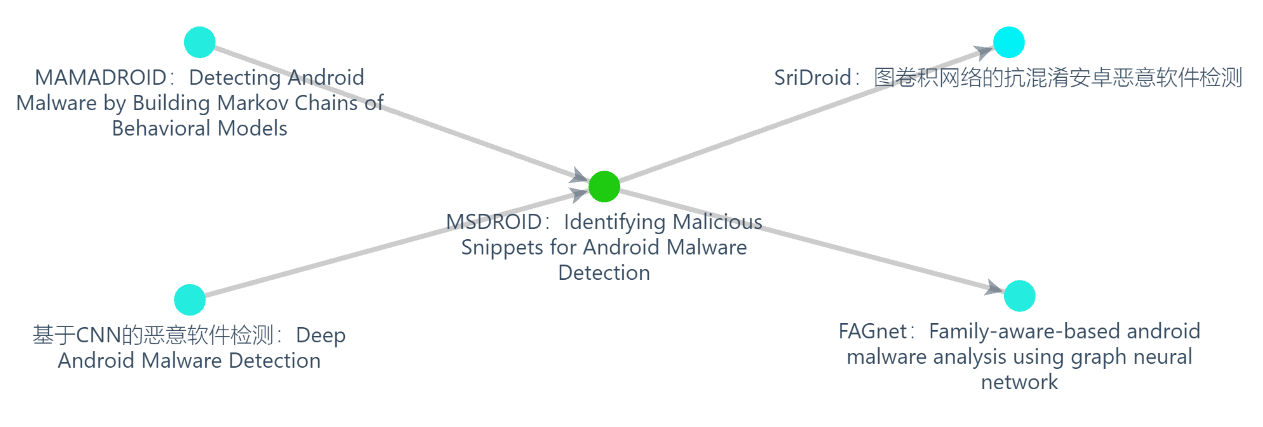 MAMADROID：Detecting Android
Malware by Building Markov Chains of
Behavioral Models
SriDroid：图卷积网络的抗混淆安卓恶意软件检测
MSDROID：Identifying Malicious
Snippets for Android Malware
Detection
基于CNN的恶意软件检测：Deep
Android Malware Detection
FAGnet：Family-aware-based android
malware analysis using graph neural
network